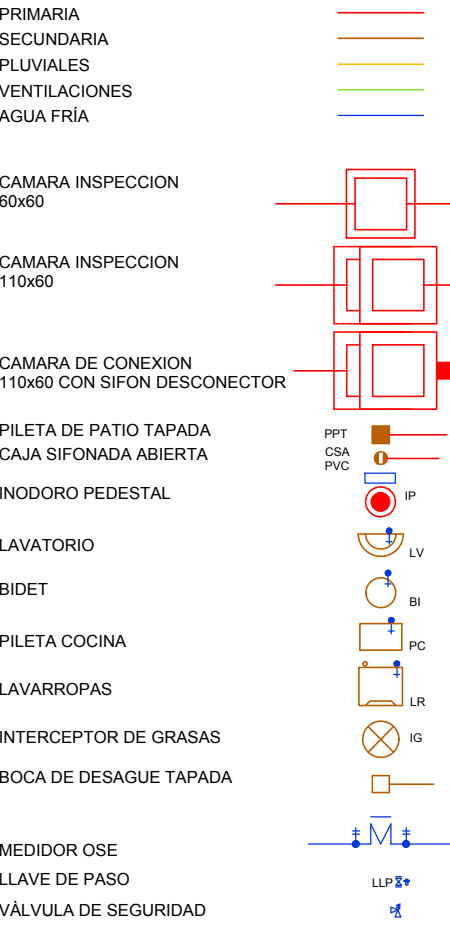 PRIMARIA
SECUNDARIA
PLUVIALES
VENTILACIONES
AGUA FRÍA
CAMARA INSPECCION
60x60
CAMARA INSPECCION
110x60
CAMARA DE CONEXION
110x60 CON SIFON DESCONECTOR
PILETA DE PATIO TAPADA PPT
CAJA SIFONADA ABIERTA CSA
PVC
INODORO PEDESTAL IP
LAVATORIO LV
BIDET BI
PILETA COCINA PC
LAVARROPAS LR
INTERCEPTOR DE GRASAS IG
BOCA DE DESAGUE TAPADA
MEDIDOR OSE M
LLAVE DE PASO LLP
VÀLVULA DE SEGURIDAD